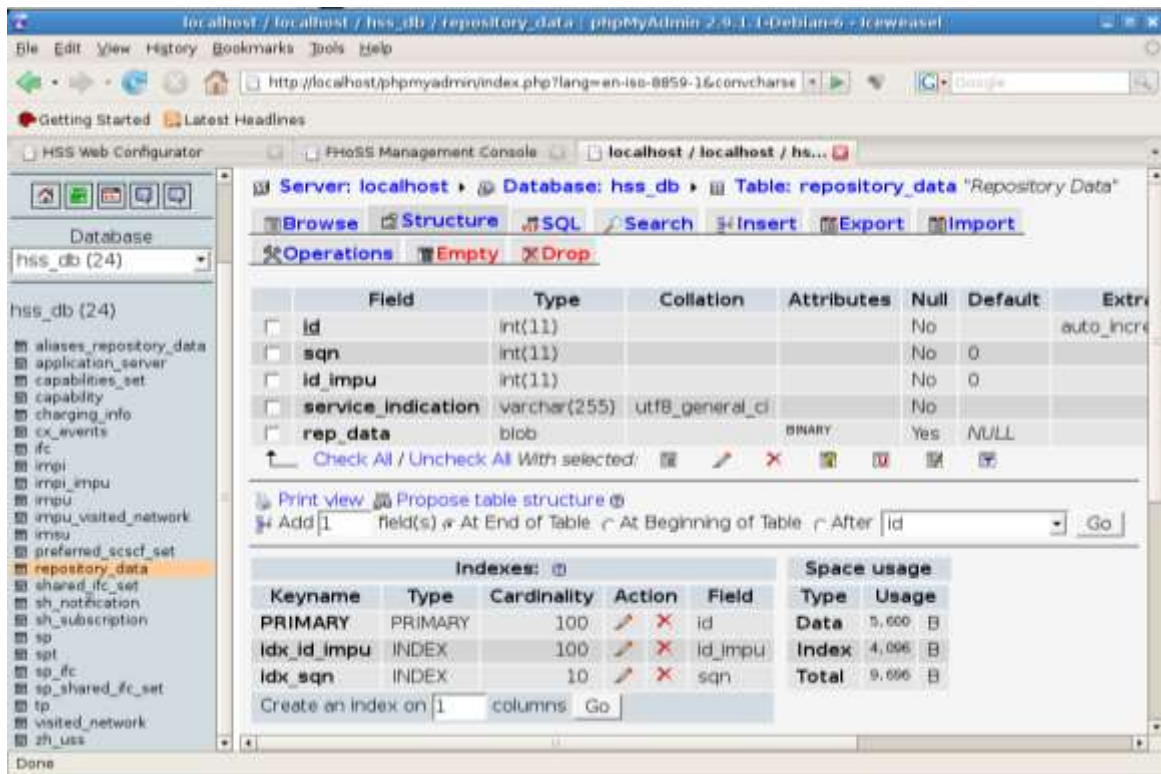 localhost / localhost / hss_db / repository_data | phpMyAdmin 2.9.1.1-Debian-6 - Iceweasel
File Edit View History Bookmarks Tools Help
http://localhost/phpmyadmin/index.php?lang=en-iso-8859-1&convcharse
Google
Getting Started Latest Headlines
HSS Web Configurator FHoSS Management Console localhost / localhost / hs...
Server: localhost Database: hss_db Table: repository_data "Repository Data"
Browse Structure SQL Search Insert Export Import
Operations Empty Drop
Database
hss_db (24)
hss_db (24)
aliases_repository_data
application_server
capabilities_set
capability
charging_info
cx_events
ifc
impi
impi_impu
impu
impu_visited_network
imsu
preferred_scscf_set
repository_data
shared_ifc_set
sh_notification
sh_subscription
sp
spt
sp_ifc
sp_shared_ifc_set
tp
visited_network
zh_uss
Field Type Collation Attributes Null Default Extra
id int(11) No auto_incre
sqn int(11) No 0
id_impu int(11) No 0
service_indication varchar(255) utf8_general_ci No
rep_data blob BINARY Yes NULL
Check All / Uncheck All With selected:
Print view Propose table structure
Add 1 field(s) At End of Table At Beginning of Table After id Go
Indexes:
Keyname Type Cardinality Action Field
PRIMARY PRIMARY 100 id
idx_id_impu INDEX 100 id_impu
idx_sqn INDEX 10 sqn
Create an index on 1 columns Go
Space usage
Type Usage
Data 5,600 B
Index 4,096 B
Total 9,696 B
Done